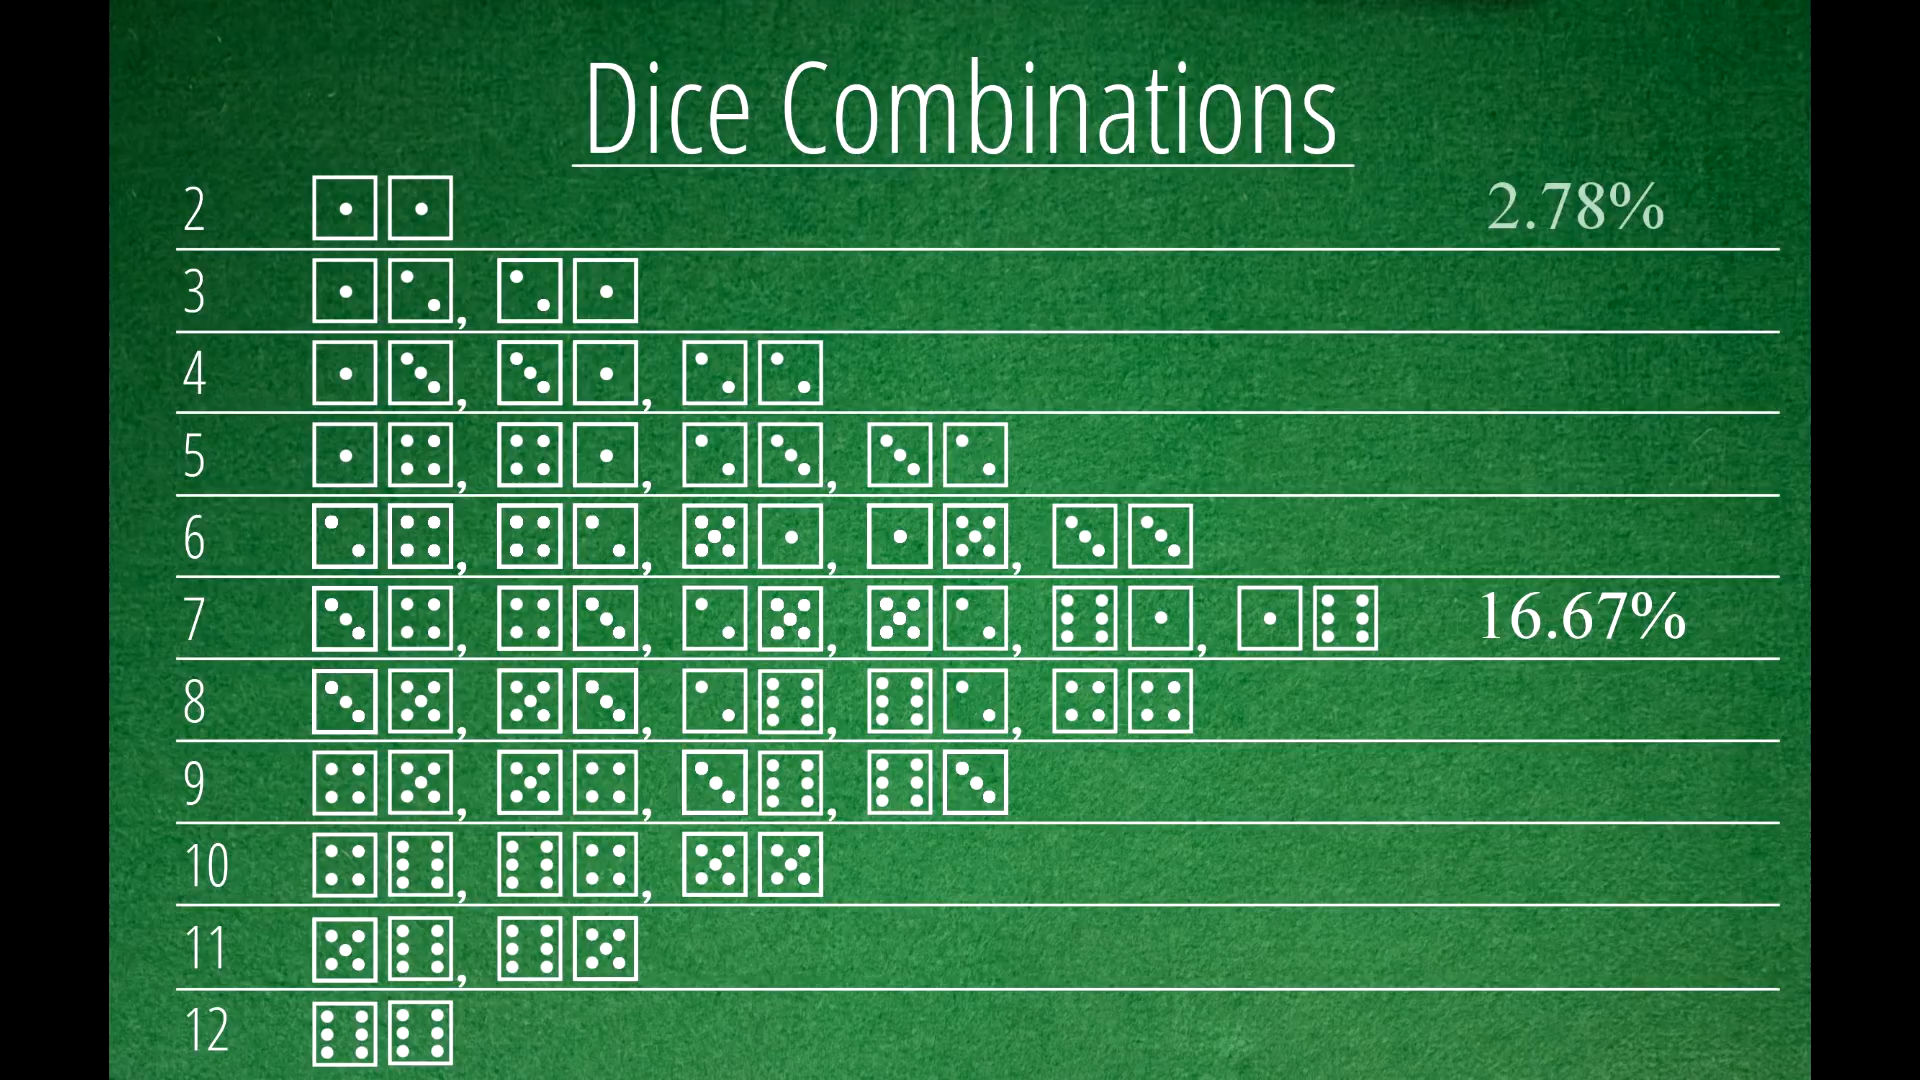 Dice Combinations
2 2.78%
3 ,
4 , ,
5 , , ,
6 , , , ,
7 , , , , , 16.67%
8 , , , ,
9 , , ,
10 , ,
11 ,
12